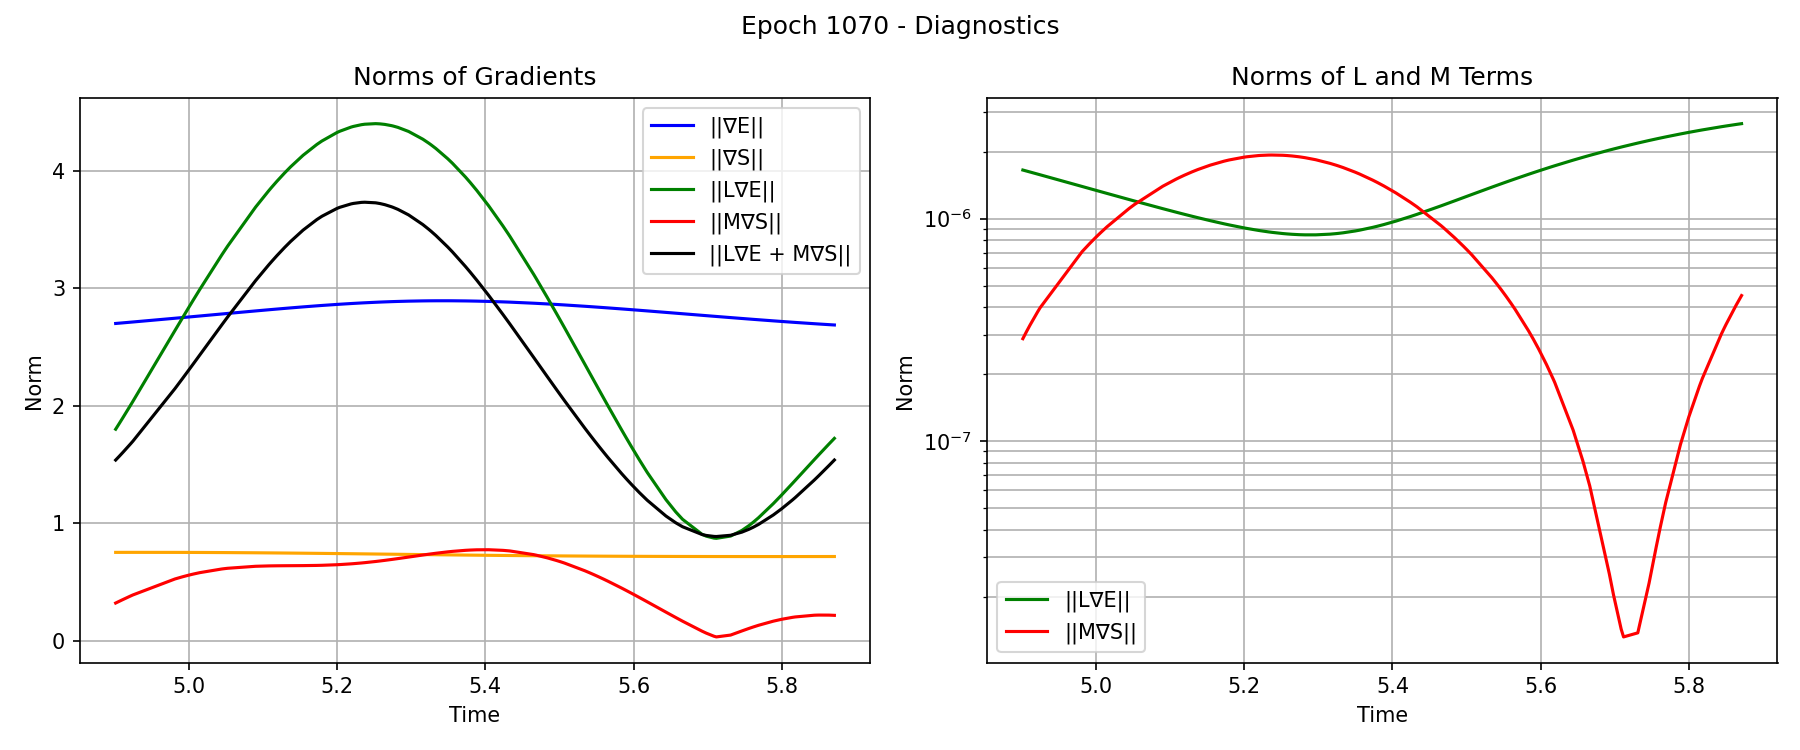 Epoch 1070 - Diagnostics
Norms of Gradients
Norm
4
3
2
1
0
||∇E||
||∇S||
||L∇E||
||M∇S||
||L∇E + M∇S||
5.0 5.2 5.4 5.6 5.8
Time
Norms of L and M Terms
Norm
10⁻⁶
10⁻⁷
||L∇E||
||M∇S||
5.0 5.2 5.4 5.6 5.8
Time